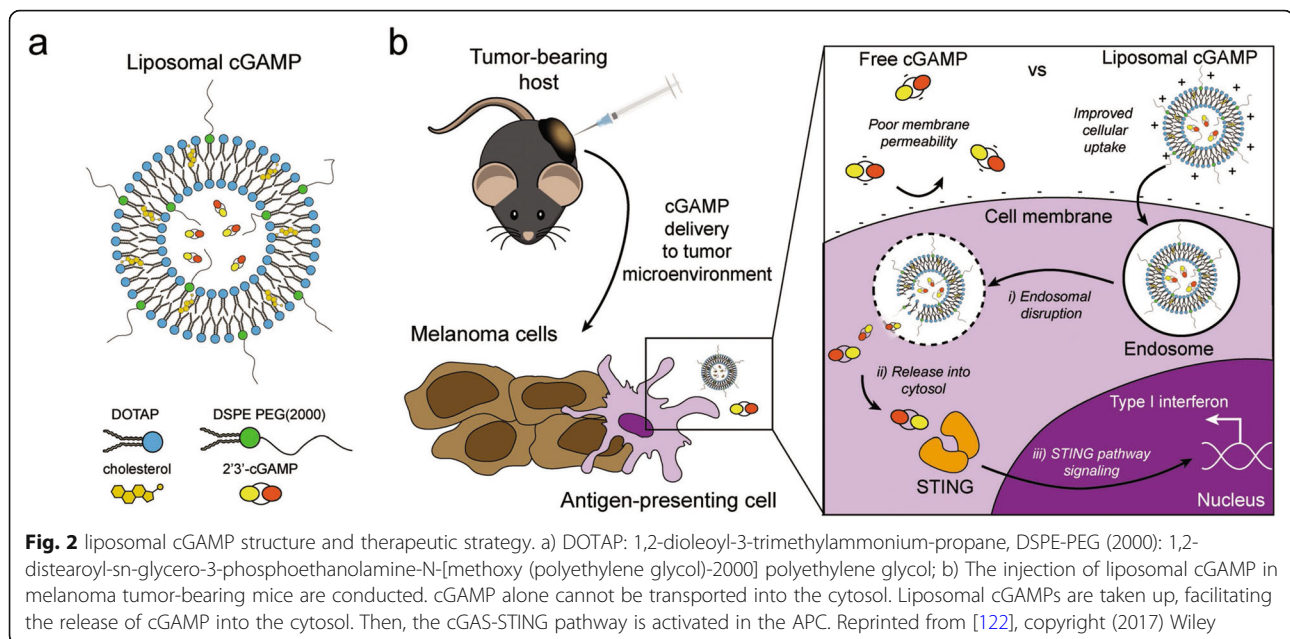 a
Liposomal cGAMP
DOTAP
DSPE PEG(2000)
cholesterol
2'3'-cGAMP
b
Tumor-bearing
host
cGAMP
delivery
to tumor
microenvironment
Melanoma cells
Antigen-presenting cell
Free cGAMP
vs
Liposomal cGAMP
Poor membrane
permeability
Improved
cellular
uptake
Cell membrane
i) Endosomal
disruption
Endosome
ii) Release into
cytosol
STING
Type I interferon
iii) STING pathway
signaling
Nucleus
Fig. 2 liposomal cGAMP structure and therapeutic strategy. a) DOTAP: 1,2-dioleoyl-3-trimethylammonium-propane, DSPE-PEG (2000): 1,2-
distearoyl-sn-glycero-3-phosphoethanolamine-N-[methoxy (polyethylene glycol)-2000] polyethylene glycol; b) The injection of liposomal cGAMP in
melanoma tumor-bearing mice are conducted. cGAMP alone cannot be transported into the cytosol. Liposomal cGAMPs are taken up, facilitating
the release of cGAMP into the cytosol. Then, the cGAS-STING pathway is activated in the APC. Reprinted from [122], copyright (2017) Wiley